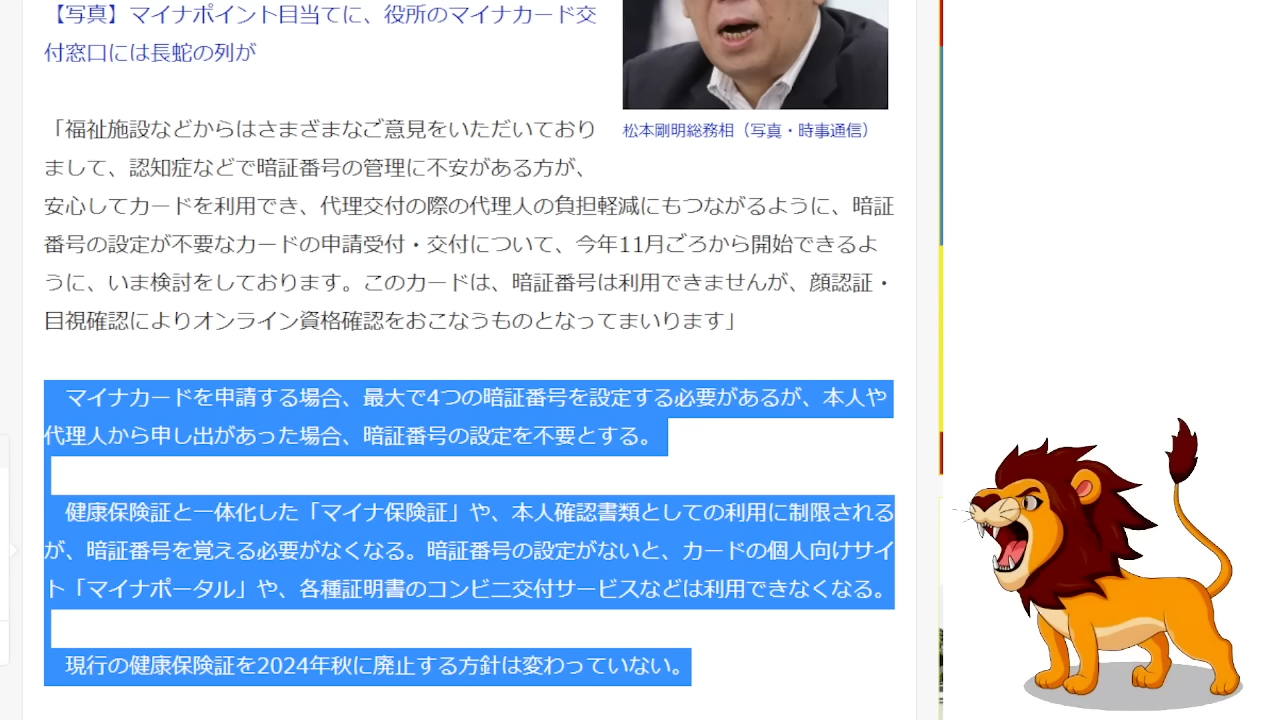 【写真】マイナポイント目当てに、役所のマイナカード交
付窓口には長蛇の列が
松本剛明総務相（写真・時事通信）
「福祉施設などからはさまざまなご意見をいただいており
まして、認知症などで暗証番号の管理に不安がある方が、
安心してカードを利用でき、代理交付の際の代理人の負担軽減にもつながるように、暗証
番号の設定が不要なカードの申請受付・交付について、今年11月ごろから開始できるよ
うに、いま検討をしております。このカードは、暗証番号は利用できませんが、顔認証・
目視確認によりオンライン資格確認をおこなうものとなってまいります」
マイナカードを申請する場合、最大で4つの暗証番号を設定する必要があるが、本人や
代理人から申し出があった場合、暗証番号の設定を不要とする。
健康保険証と一体化した「マイナ保険証」や、本人確認書類としての利用に制限される
が、暗証番号を覚える必要がなくなる。暗証番号の設定がないと、カードの個人向けサイ
ト「マイナポータル」や、各種証明書のコンビニ交付サービスなどは利用できなくなる。
現行の健康保険証を2024年秋に廃止する方針は変わっていない。